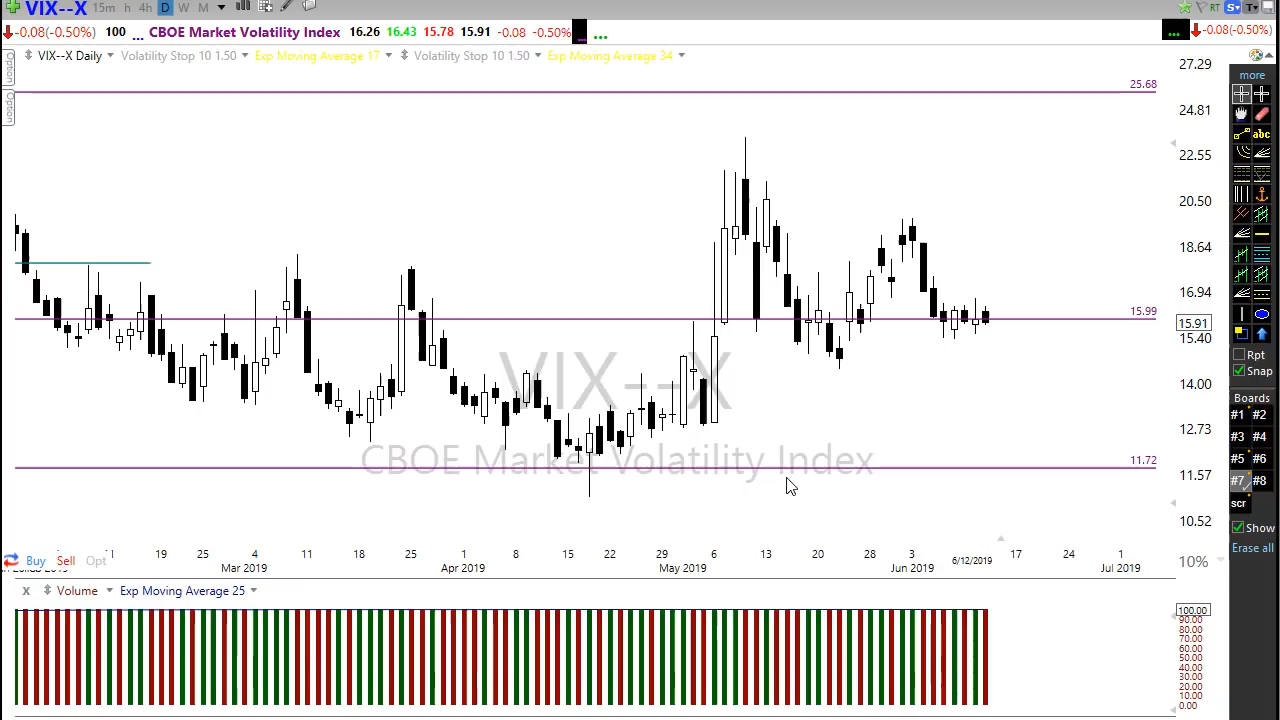 VIX--X 15m h 4h D W M
-0.08(-0.50%) 100 ... CBOE Market Volatility Index 16.26 16.43 15.78 15.91 -0.08 -0.50% ... ... -0.08(-0.50%)
RT S T
VIX--X Daily Volatility Stop 10 1.50 Exp Moving Average 17 Volatility Stop 10 1.50 Exp Moving Average 34
Option
Option
27.29
25.68
24.81
22.55
20.50
18.64
16.94
15.99
15.91
15.40
14.00
12.73
11.72
11.57
10.52
10%
VIX--X
CBOE Market Volatility Index
19 25 4 11 18 25 1 8 15 22 29 6 13 20 28 3 17 24 1
Mar 2019 Apr 2019 May 2019 Jun 2019 6/12/2019 Jul 2019
Buy Sell Opt
X Volume Exp Moving Average 25
100.00
90.00
80.00
70.00
60.00
50.00
40.00
30.00
20.00
10.00
0.00
more
abc
Rpt
Snap
Boards
#1 #2
#3 #4
#5 #6
#7 #8
scr
Show
Erase all